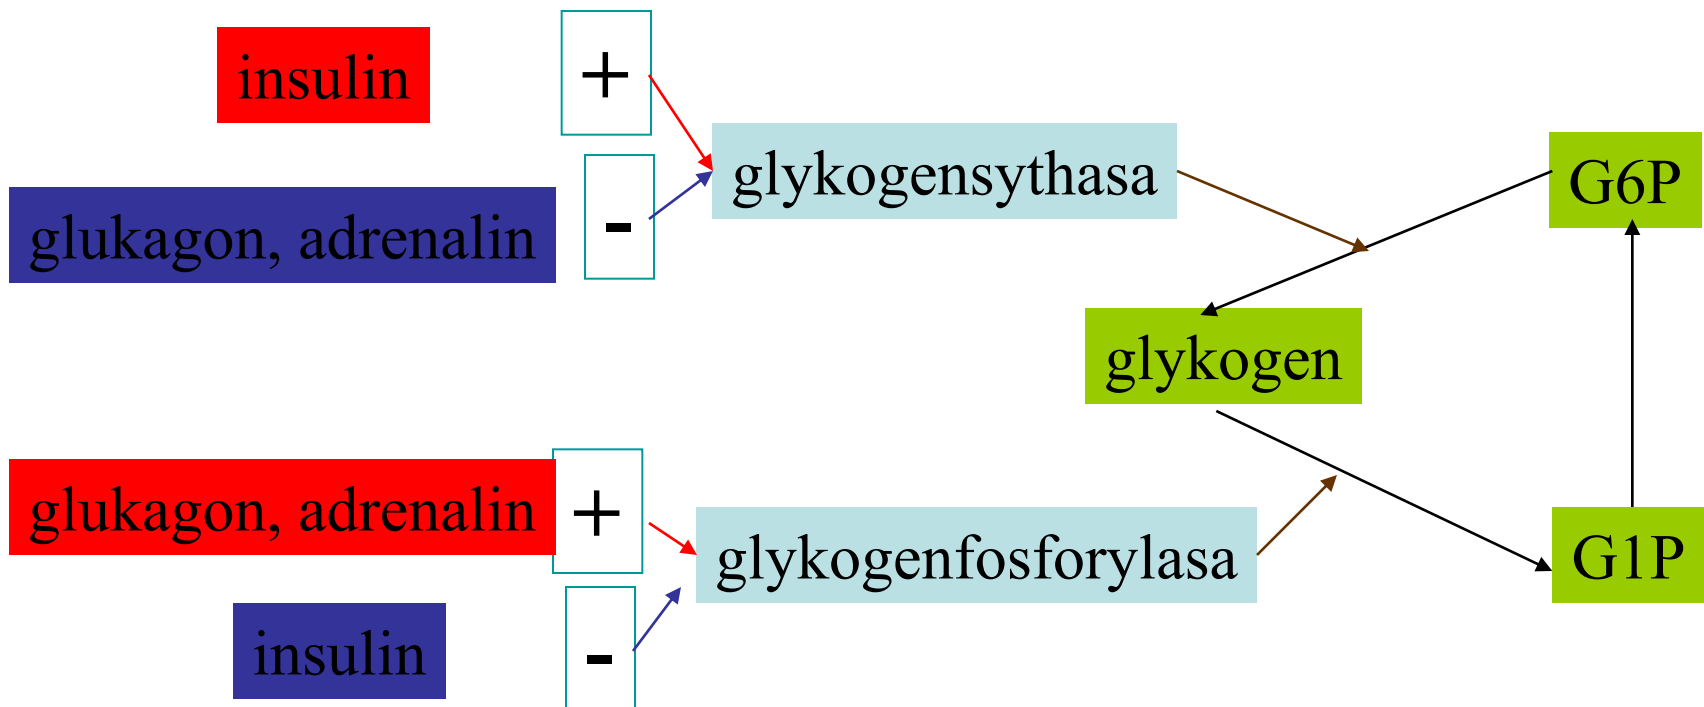 insulin
+
glykogensythasa
G6P
glukagon, adrenalin
-
glykogen
glukagon, adrenalin
+
glykogenfosforylasa
G1P
insulin
-